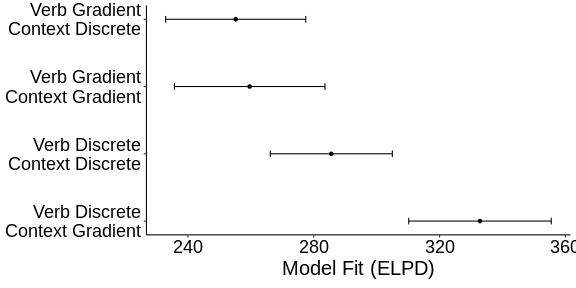 Verb Gradient
Context Discrete
Verb Gradient
Context Gradient
Verb Discrete
Context Discrete
Verb Discrete
Context Gradient
240 280 320 360
Model Fit (ELPD)